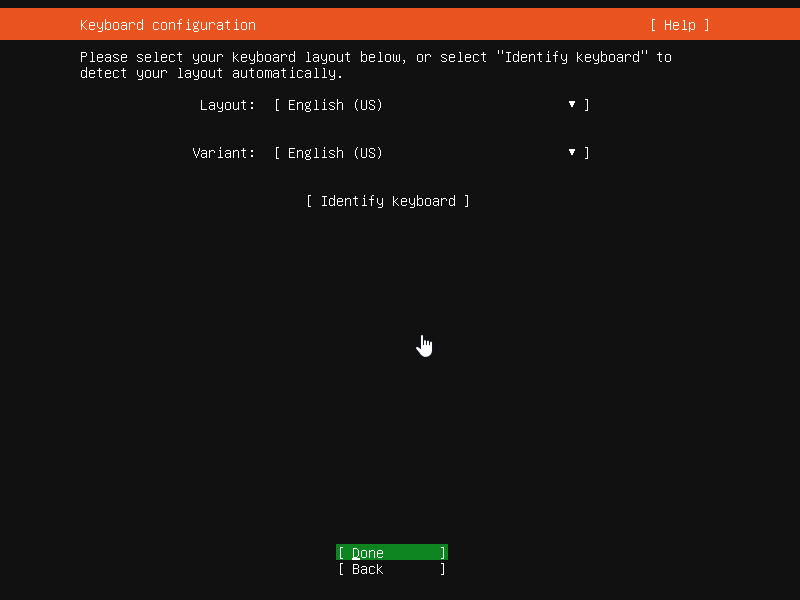 Keyboard configuration [ Help ]
Please select your keyboard layout below, or select "Identify keyboard" to
detect your layout automatically.
Layout: [ English (US) ▼ ]
Variant: [ English (US) ▼ ]
[ Identify keyboard ]
[ Done ]
[ Back ]